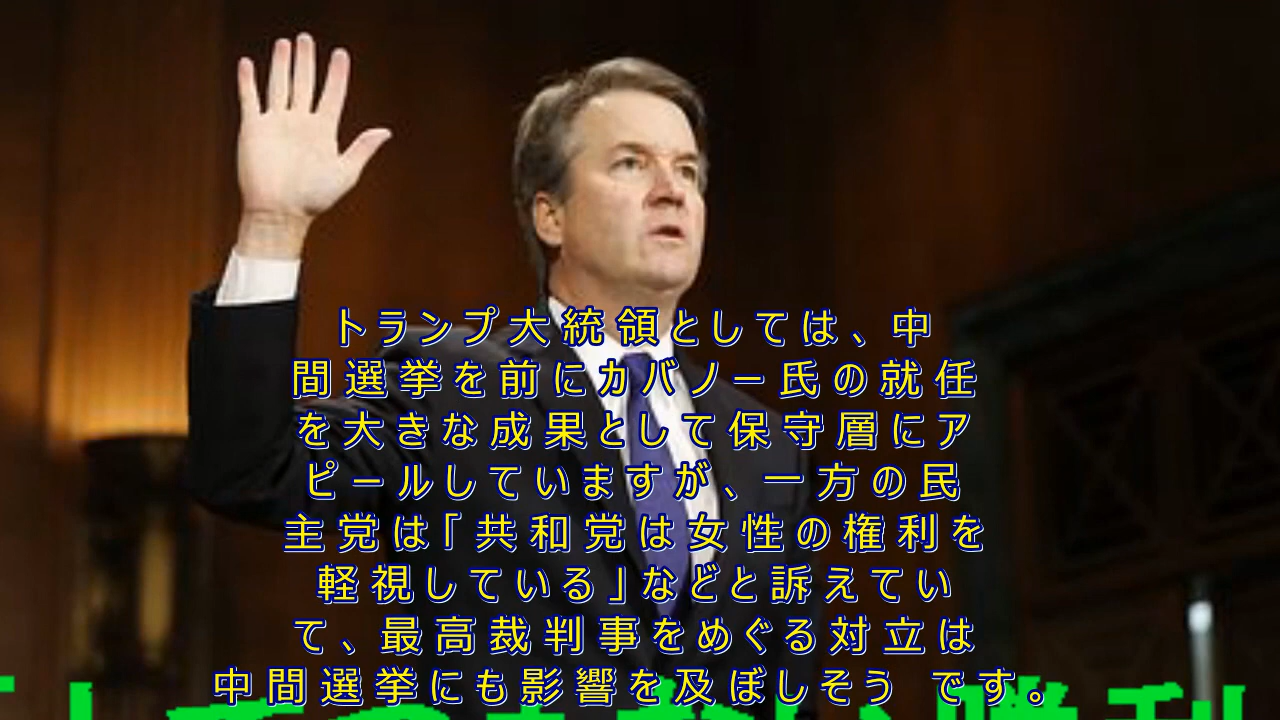 トランプ大統領としては、中
間選挙を前にカバノー氏の就任
を大きな成果として保守層にア
ピールしていますが、一方の民
主党は「共和党は女性の権利を
軽視している」などと訴えてい
て、最高裁判事をめぐる対立は
中間選挙にも影響を及ぼしそう です。